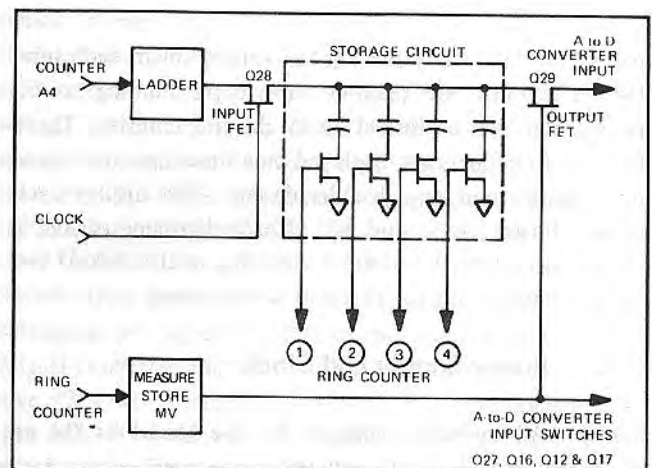 STORAGE CIRCUIT
A to D
CONVERTER
INPUT
COUNTER
A4
LADDER
Q28
INPUT
FET
Q29
OUTPUT
FET
CLOCK
1
2
3
4
RING COUNTER
RING
COUNTER
MEASURE
STORE
MV
A-to-D CONVERTER
INPUT SWITCHES
Q27, Q16, Q12 & Q17